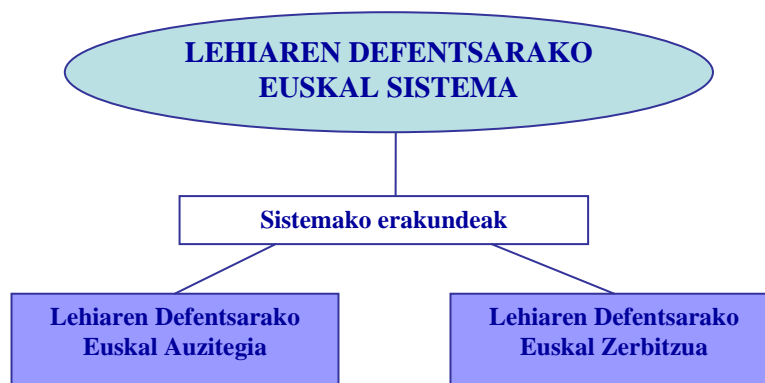 LEHIAREN DEFENTSARAKO
EUSKAL SISTEMA
Sistemako erakundeak
Lehiaren Defentsarako
Euskal Auzitegia
Lehiaren Defentsarako
Euskal Zerbitzua